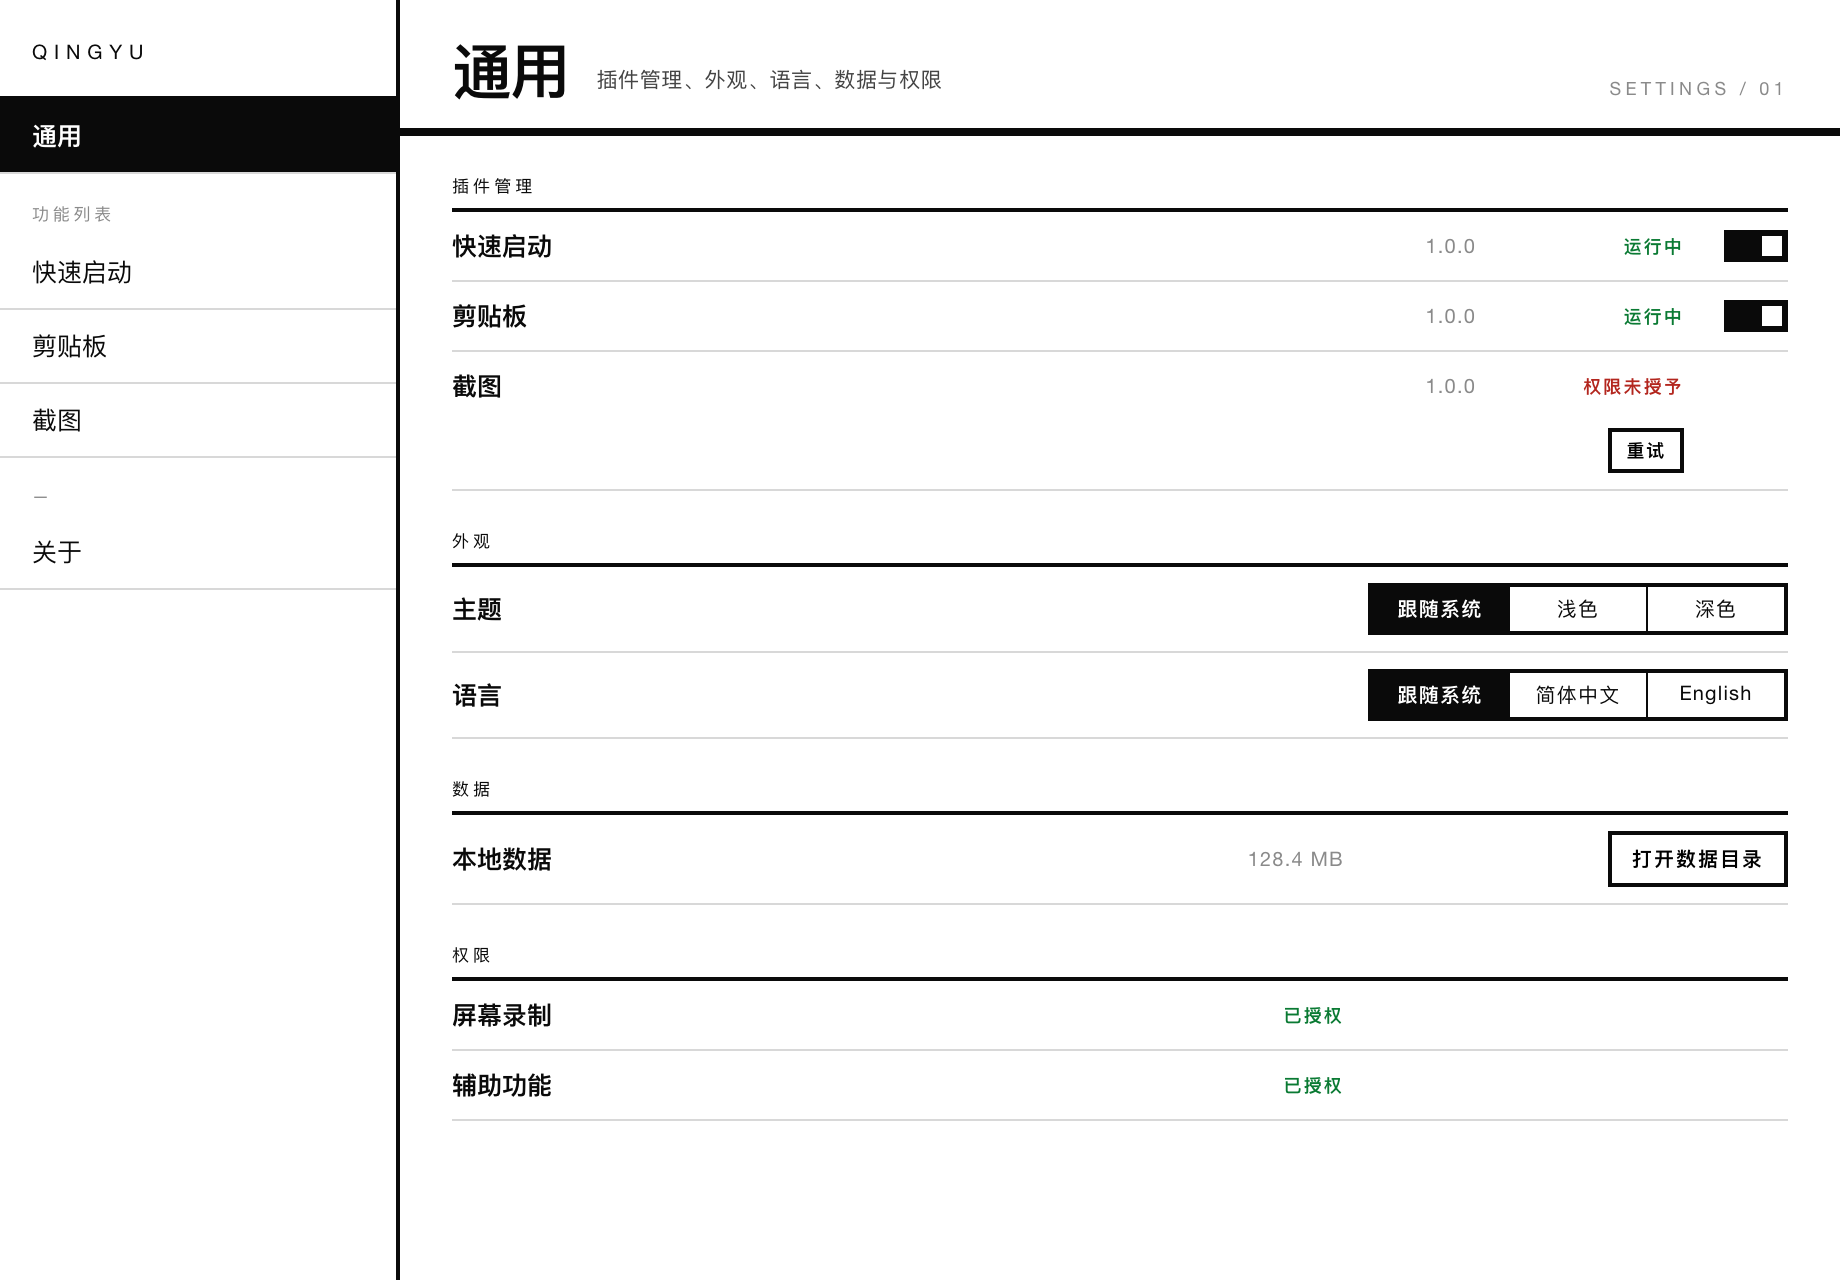 QINGYU
通用
功能列表
快速启动
剪贴板
截图
—
关于
通用 插件管理、外观、语言、数据与权限 SETTINGS / 01
插件管理
快速启动 1.0.0 运行中
剪贴板 1.0.0 运行中
截图 1.0.0 权限未授予
重试
外观
主题 跟随系统 浅色 深色
语言 跟随系统 简体中文 English
数据
本地数据 128.4 MB 打开数据目录
权限
屏幕录制 已授权
辅助功能 已授权